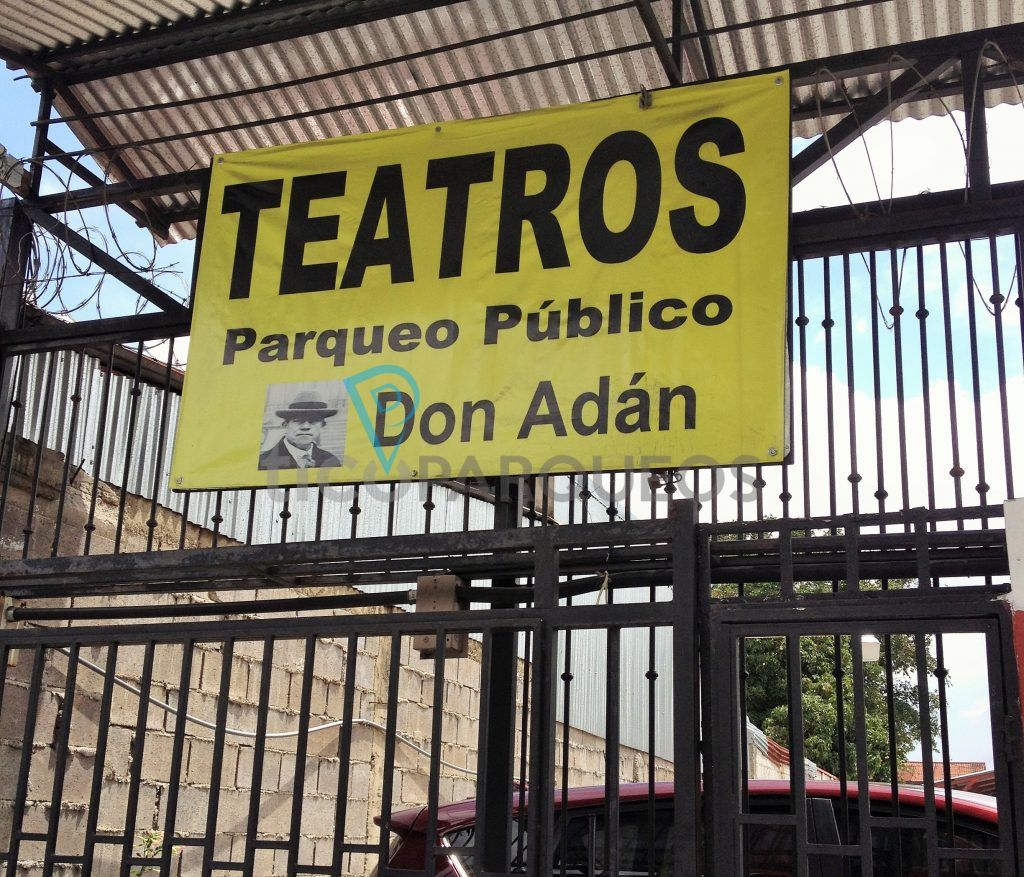 TEATROS
Parqueo Público
Don Adán
ticoPARQUEOS